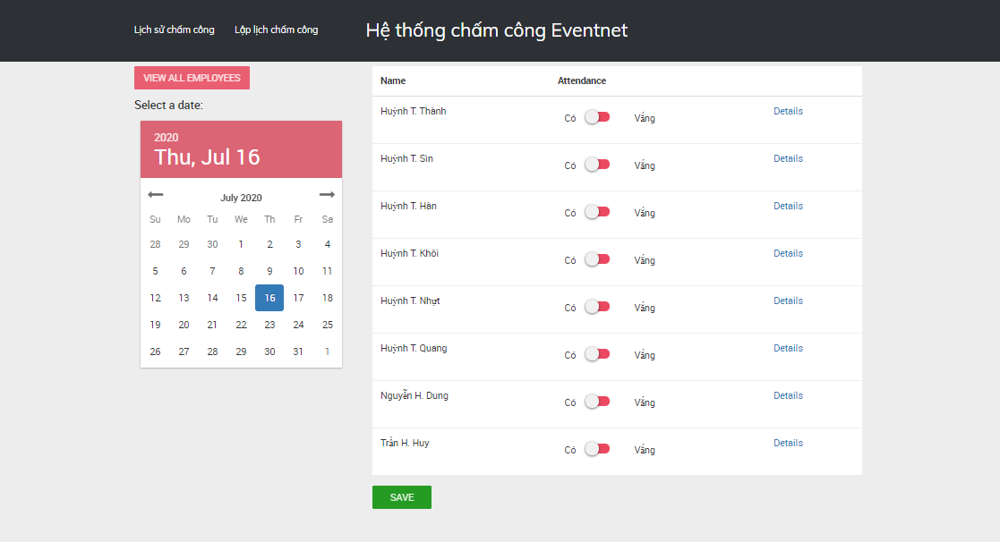 Lịch sử chấm công Lập lịch chấm công Hệ thống chấm công Eventnet
VIEW ALL EMPLOYEES
Select a date:
2020
Thu, Jul 16
July 2020
Su Mo Tu We Th Fr Sa
28 29 30 1 2 3 4
5 6 7 8 9 10 11
12 13 14 15 16 17 18
19 20 21 22 23 24 25
26 27 28 29 30 31 1
Name Attendance
Huỳnh T. Thành Có Vắng Details
Huỳnh T. Sin Có Vắng Details
Huỳnh T. Hàn Có Vắng Details
Huỳnh T. Khôi Có Vắng Details
Huỳnh T. Nhựt Có Vắng Details
Huỳnh T. Quang Có Vắng Details
Nguyễn H. Dung Có Vắng Details
Trần H. Huy Có Vắng Details
SAVE